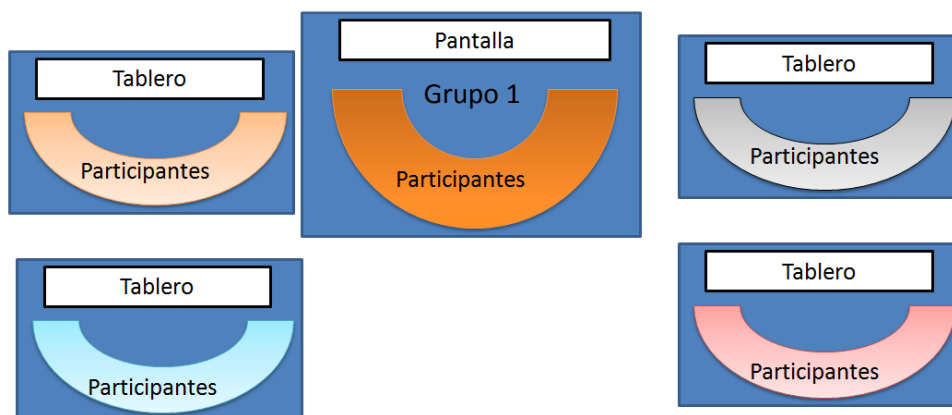 Tablero
Participantes
Pantalla
Grupo 1
Participantes
Tablero
Participantes
Tablero
Participantes
Tablero
Participantes